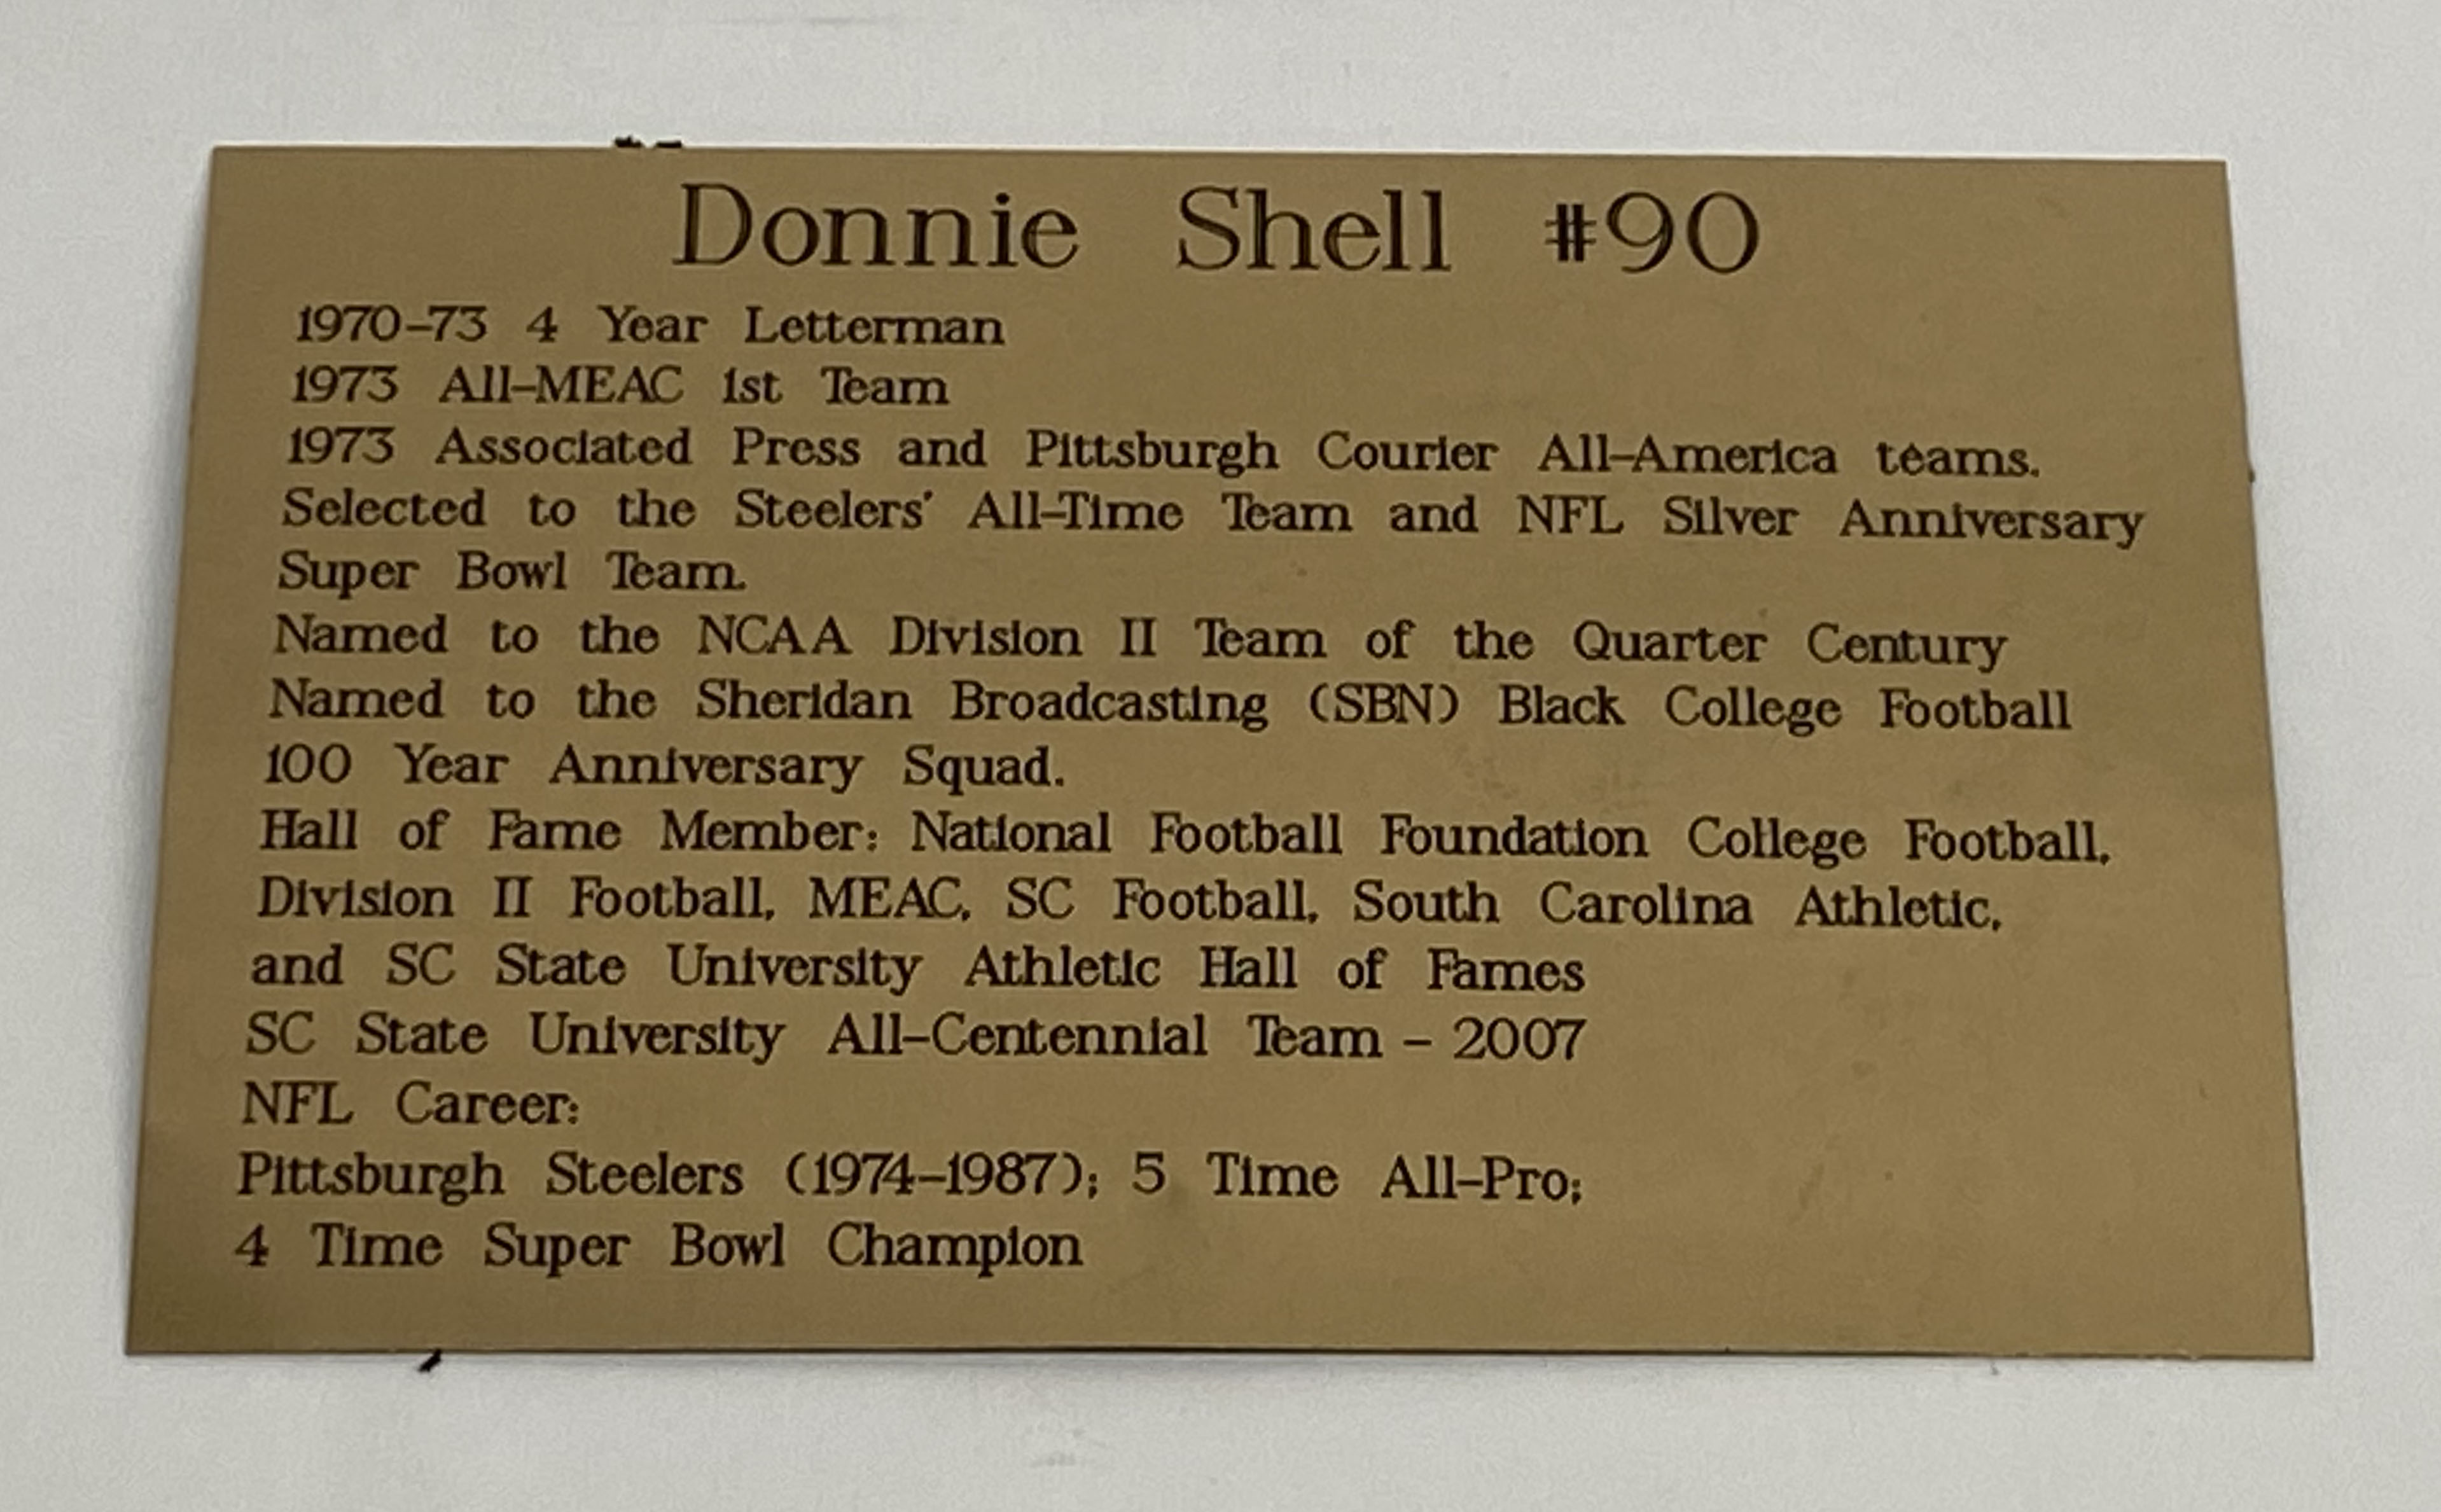 Donnie Shell #90
1970-73 4 Year Letterman
1973 All-MEAC 1st Team
1973 Associated Press and Pittsburgh Courier All-America teams.
Selected to the Steelers' All-Time Team and NFL Silver Anniversary
Super Bowl Team.
Named to the NCAA Division II Team of the Quarter Century
Named to the Sheridan Broadcasting (SBN) Black College Football
100 Year Anniversary Squad.
Hall of Fame Member: National Football Foundation College Football,
Division II Football, MEAC, SC Football, South Carolina Athletic,
and SC State University Athletic Hall of Fames
SC State University All-Centennial Team - 2007
NFL Career:
Pittsburgh Steelers (1974-1987); 5 Time All-Pro;
4 Time Super Bowl Champion